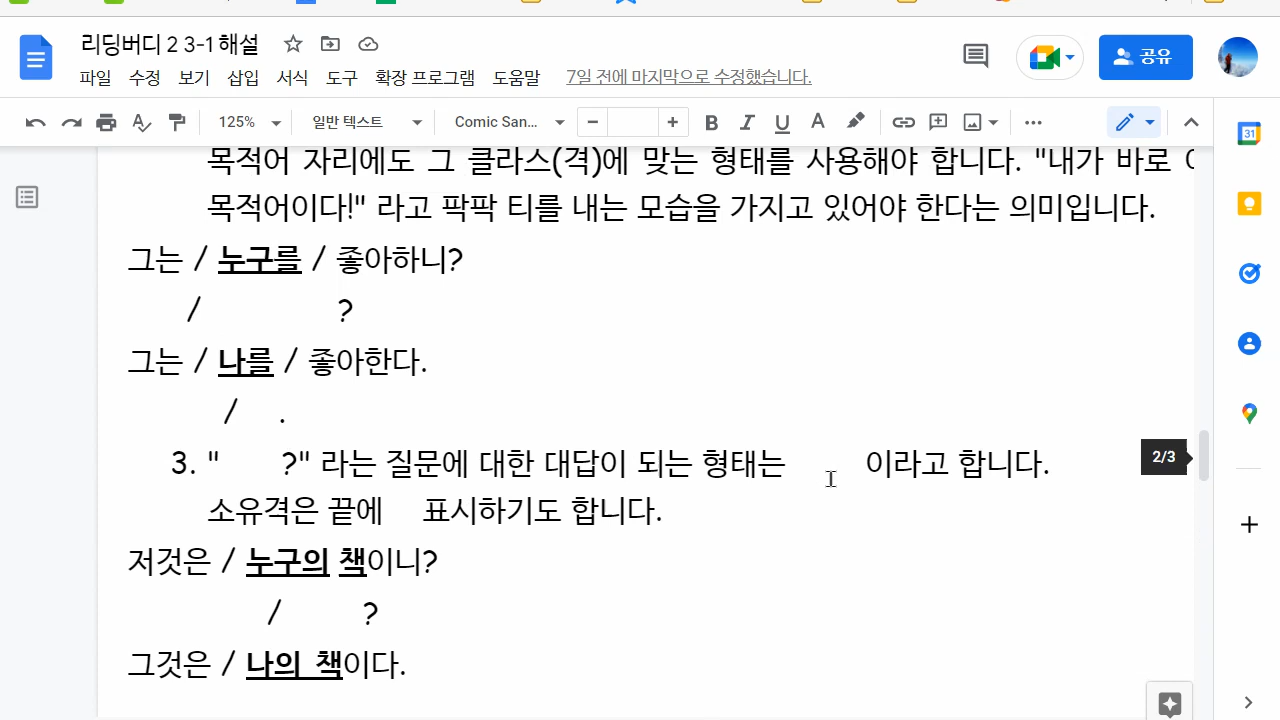 리딩버디 2 3-1 해설
파일 수정 보기 삽입 서식 도구 확장 프로그램 도움말 7일 전에 마지막으로 수정했습니다.
공유
125% 일반 텍스트 Comic San... − + B I U A ...
31
목적어 자리에도 그 클라스(격)에 맞는 형태를 사용해야 합니다. "내가 바로
목적어이다!" 라고 팍팍 티를 내는 모습을 가지고 있어야 한다는 의미입니다.
그는 / 누구를 / 좋아하니?
/ ?
그는 / 나를 / 좋아한다.
/ .
3. " ?" 라는 질문에 대한 대답이 되는 형태는 이라고 합니다.
2/3
소유격은 끝에 표시하기도 합니다.
저것은 / 누구의 책이니?
/ ?
그것은 / 나의 책이다.